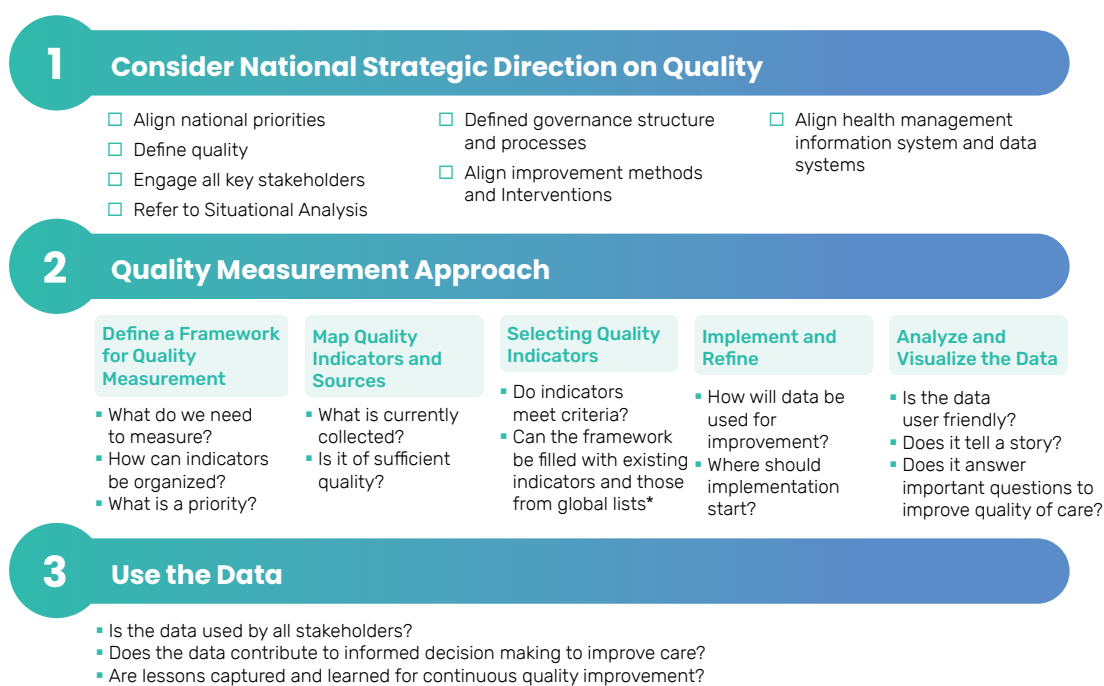 1
Consider National Strategic Direction on Quality
☐ Align national priorities
☐ Define quality
☐ Engage all key stakeholders
☐ Refer to Situational Analysis
☐ Defined governance structure
and processes
☐ Align improvement methods
and Interventions
☐ Align health management
information system and data
systems
2
Quality Measurement Approach
Define a Framework
for Quality
Measurement
▪ What do we need
to measure?
▪ How can indicators
be organized?
▪ What is a priority?
Map Quality
Indicators and
Sources
▪ What is currently
collected?
▪ Is it of sufficient
quality?
Selecting Quality
Indicators
▪ Do indicators
meet criteria?
▪ Can the framework
be filled with existing
indicators and those
from global lists*
Implement and
Refine
▪ How will data be
used for
improvement?
▪ Where should
implementation
start?
Analyze and
Visualize the Data
▪ Is the data
user friendly?
▪ Does it tell a story?
▪ Does it answer
important questions to
improve quality of care?
3
Use the Data
▪ Is the data used by all stakeholders?
▪ Does the data contribute to informed decision making to improve care?
▪ Are lessons captured and learned for continuous quality improvement?